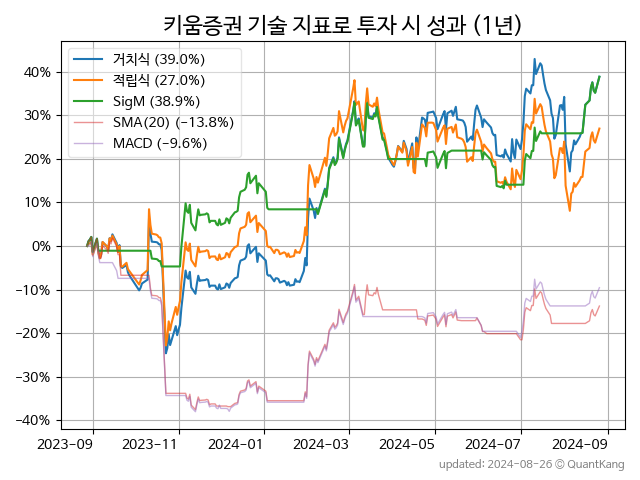 키움증권 기술 지표로 투자 시 성과 (1년)
거치식 (39.0%)
적립식 (27.0%)
SigM (38.9%)
SMA(20) (−13.8%)
MACD (−9.6%)
40%
30%
20%
10%
0%
−10%
−20%
−30%
−40%
2023-09 2023-11 2024-01 2024-03 2024-05 2024-07 2024-09
updated: 2024-08-26 © QuantKang